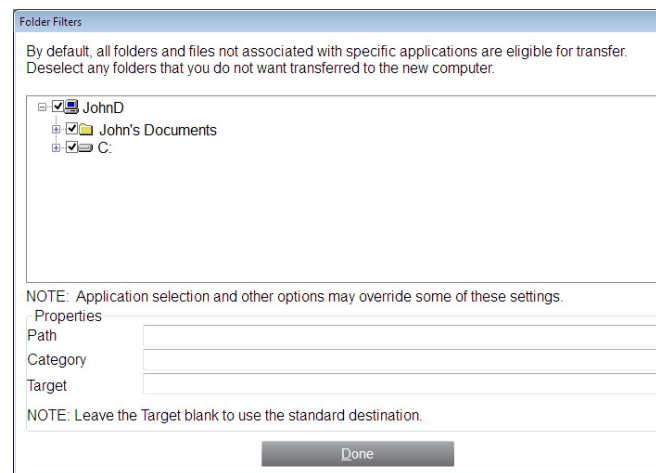 Folder Filters
By default, all folders and files not associated with specific applications are eligible for transfer.
Deselect any folders that you do not want transferred to the new computer.
JohnD
John's Documents
C:
NOTE: Application selection and other options may override some of these settings.
Properties
Path
Category
Target
NOTE: Leave the Target blank to use the standard destination.
Done